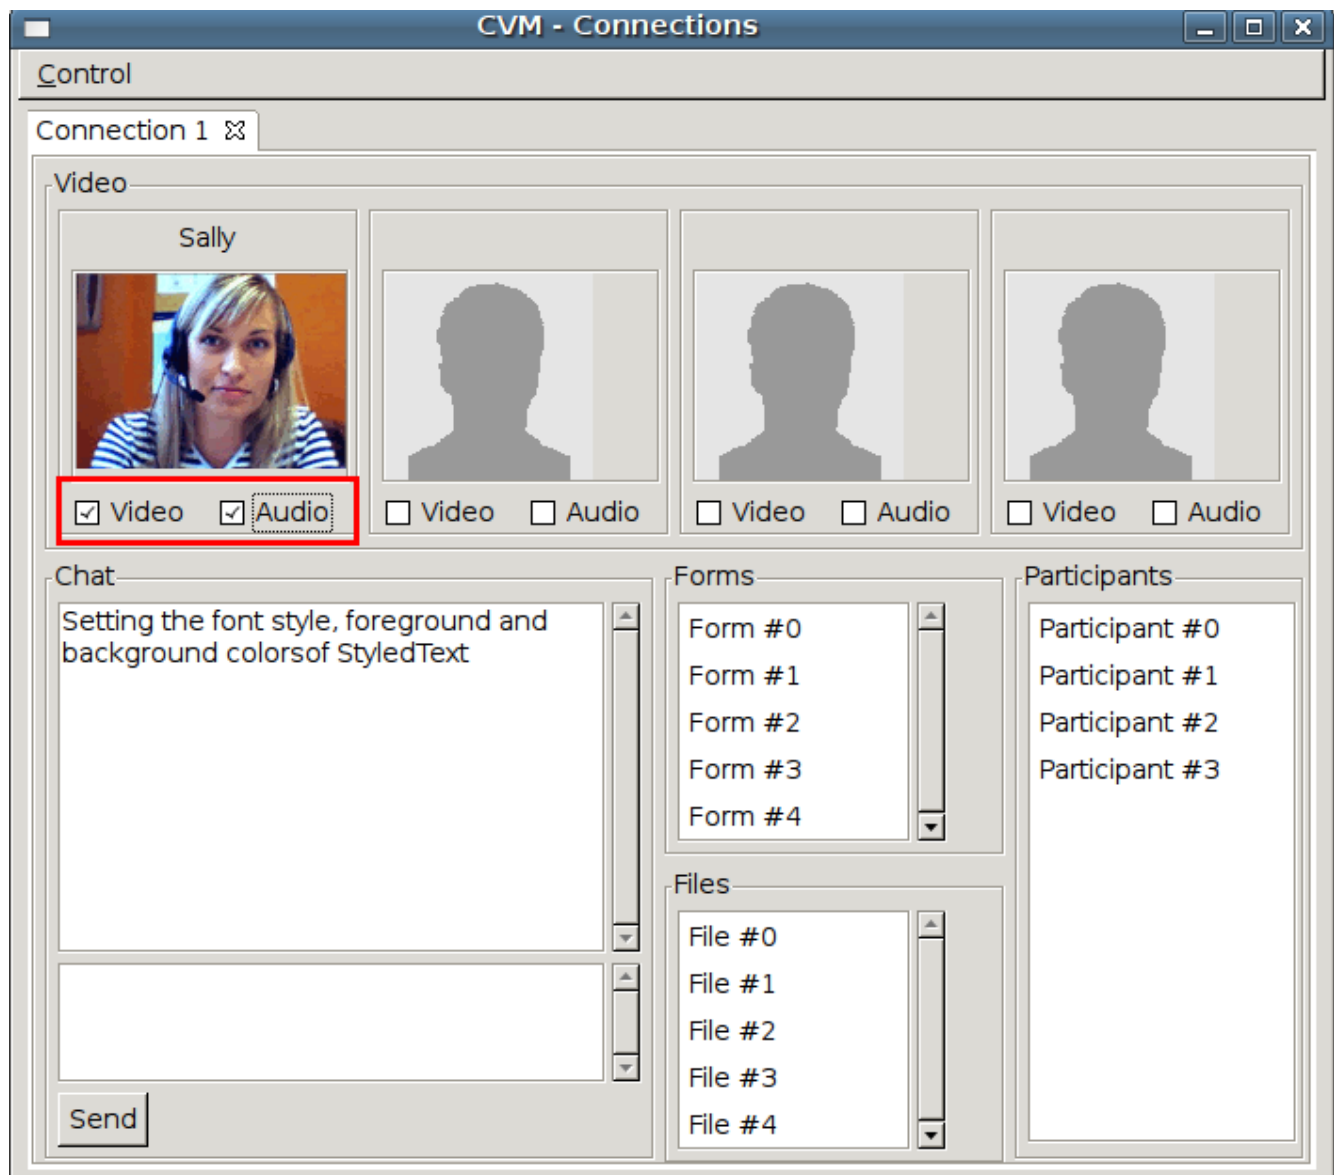 CVM - Connections
Control
Connection 1
Video
Sally
Video Audio Video Audio Video Audio Video Audio
Chat
Setting the font style, foreground and
background colorsof StyledText
Send
Forms
Form #0
Form #1
Form #2
Form #3
Form #4
Files
File #0
File #1
File #2
File #3
File #4
Participants
Participant #0
Participant #1
Participant #2
Participant #3